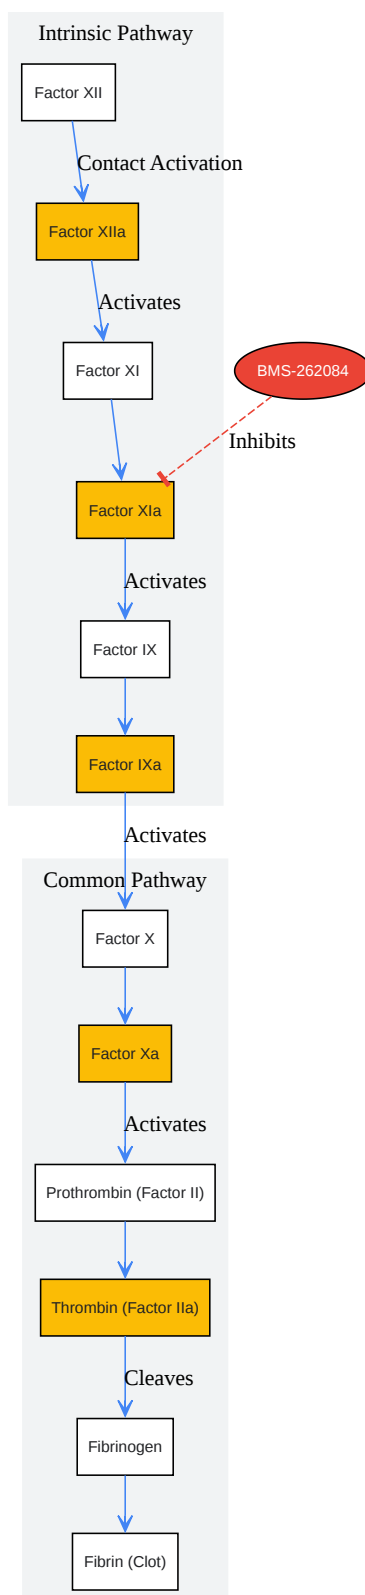 Intrinsic Pathway
Factor XII
Contact Activation
Factor XIIa
Activates
Factor XI
BMS-262084
Inhibits
Factor XIa
Activates
Factor IX
Factor IXa
Activates
Common Pathway
Factor X
Factor Xa
Activates
Prothrombin (Factor II)
Thrombin (Factor IIa)
Cleaves
Fibrinogen
Fibrin (Clot)